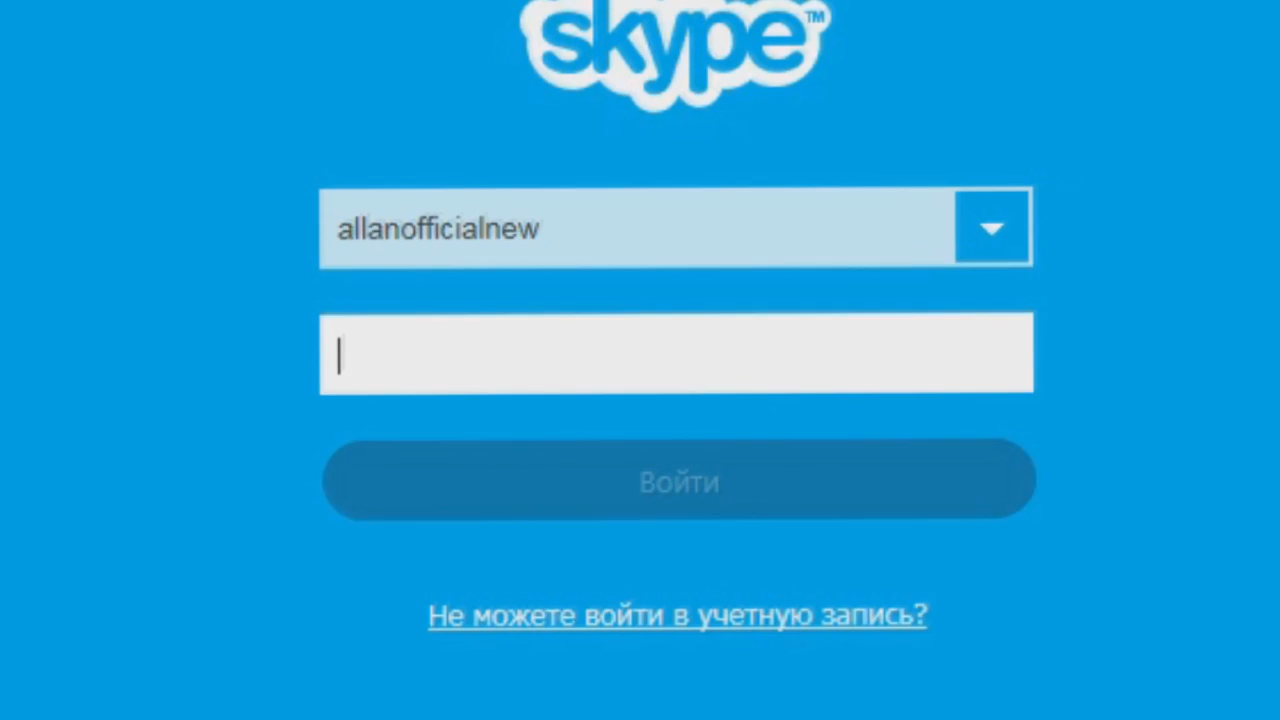 skype™
allanofficialnew
Войти
Не можете войти в учетную запись?